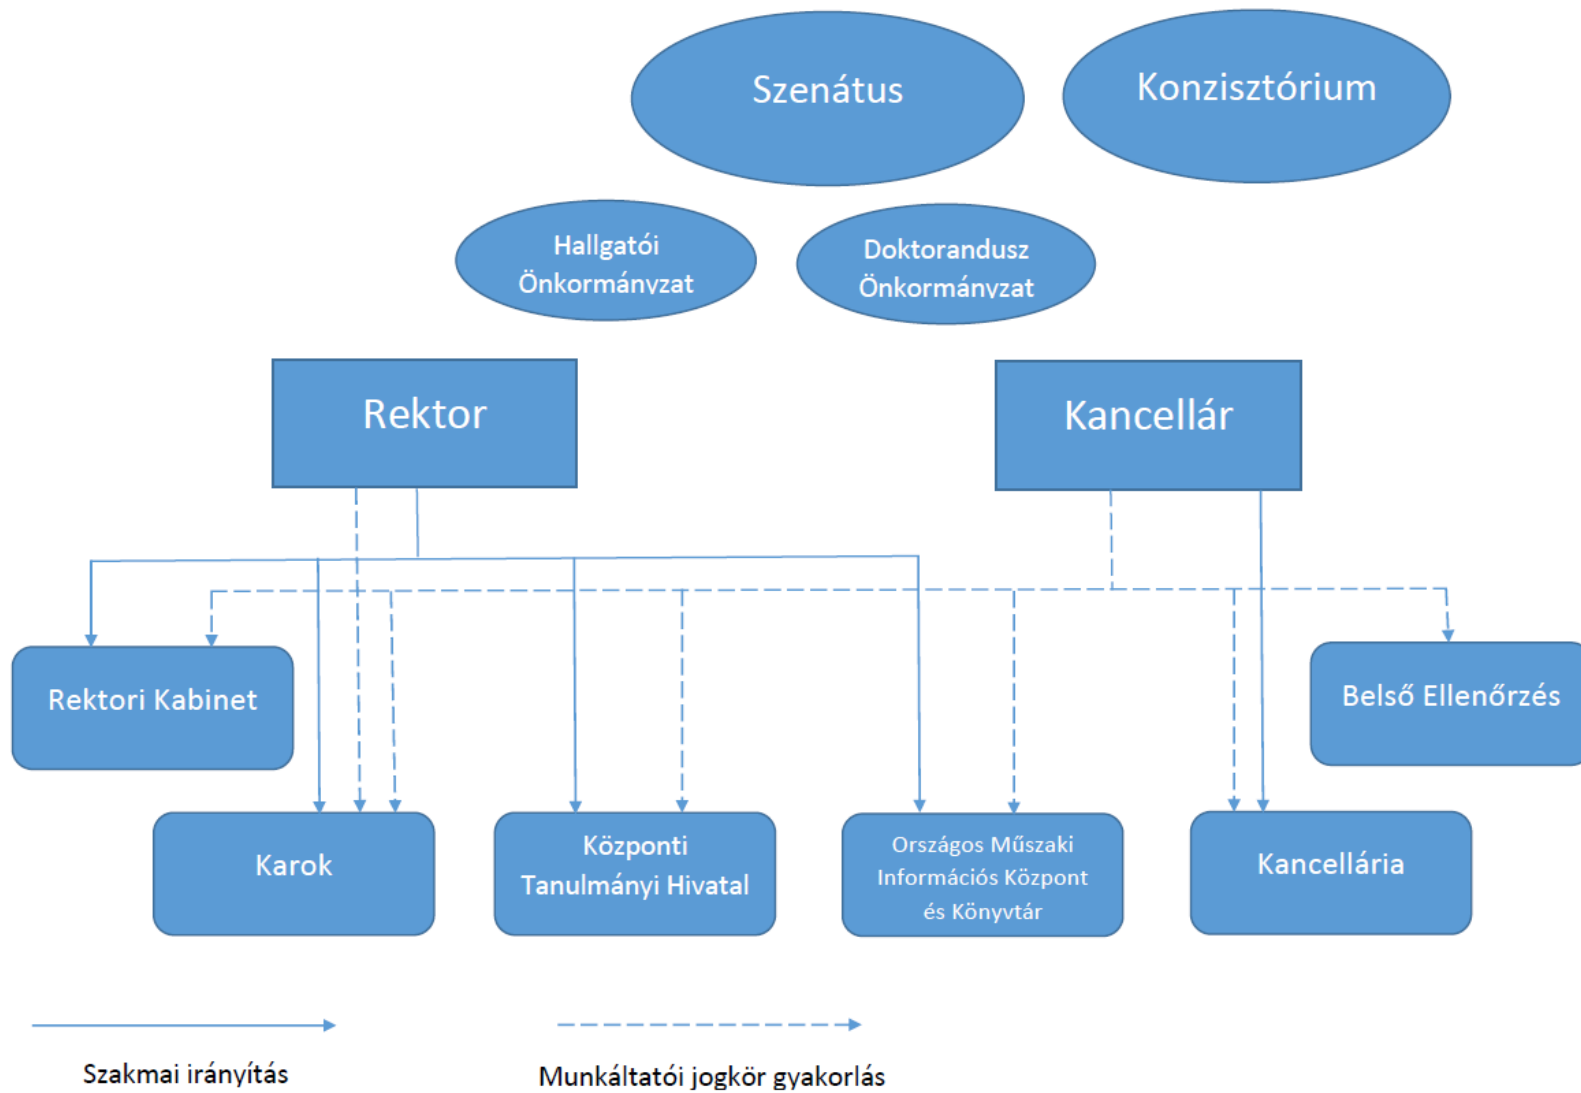 Szenátus
Konzisztórium
Hallgatói
Önkormányzat
Doktorandusz
Önkormányzat
Rektor
Kancellár
Rektori Kabinet
Belső Ellenőrzés
Karok
Központi
Tanulmányi Hivatal
Országos Műszaki
Információs Központ
és Könyvtár
Kancellária
Szakmai irányítás
Munkáltatói jogkör gyakorlás